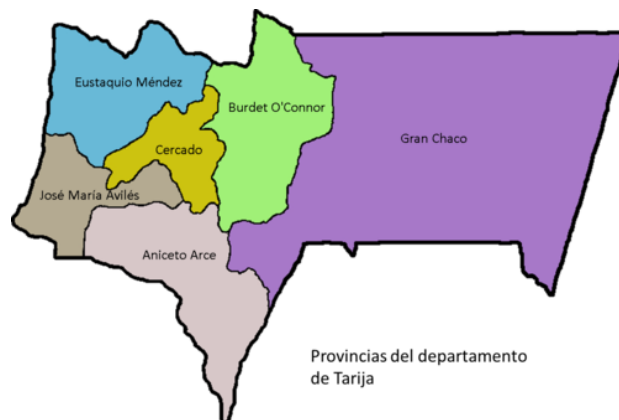 Eustaquio Méndez
Burdet O'Connor
Gran Chaco
Cercado
José María Avilés
Aniceto Arce
Provincias del departamento
de Tarija